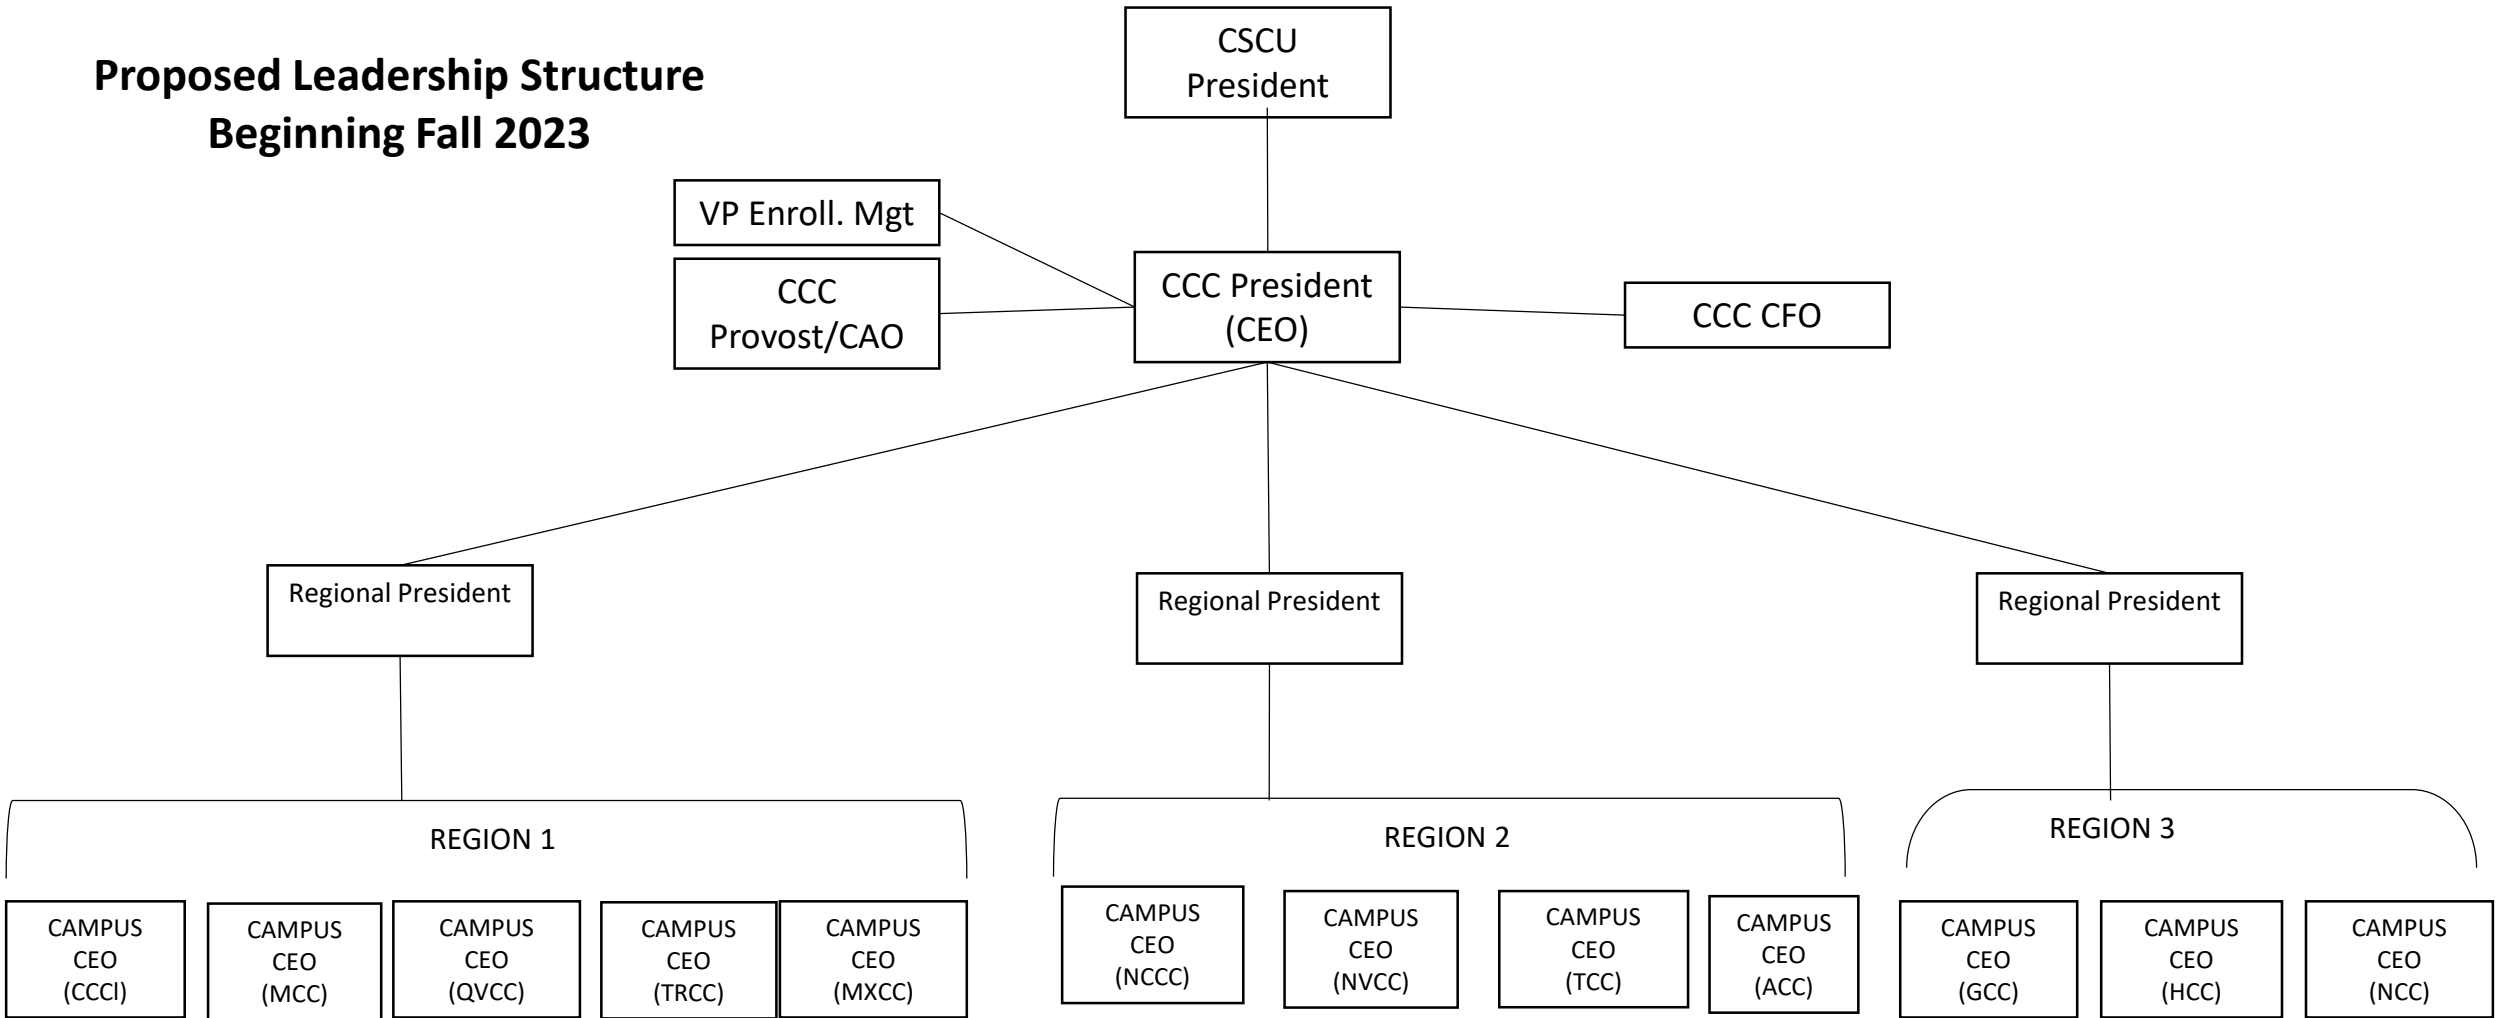 Proposed Leadership Structure
Beginning Fall 2023
CSCU
President
VP Enroll. Mgt
CCC
Provost/CAO
CCC President
(CEO)
CCC CFO
Regional President
Regional President
Regional President
REGION 1
REGION 2
REGION 3
CAMPUS
CEO
(CCCl)
CAMPUS
CEO
(MCC)
CAMPUS
CEO
(QVCC)
CAMPUS
CEO
(TRCC)
CAMPUS
CEO
(MXCC)
CAMPUS
CEO
(NCCC)
CAMPUS
CEO
(NVCC)
CAMPUS
CEO
(TCC)
CAMPUS
CEO
(ACC)
CAMPUS
CEO
(GCC)
CAMPUS
CEO
(HCC)
CAMPUS
CEO
(NCC)